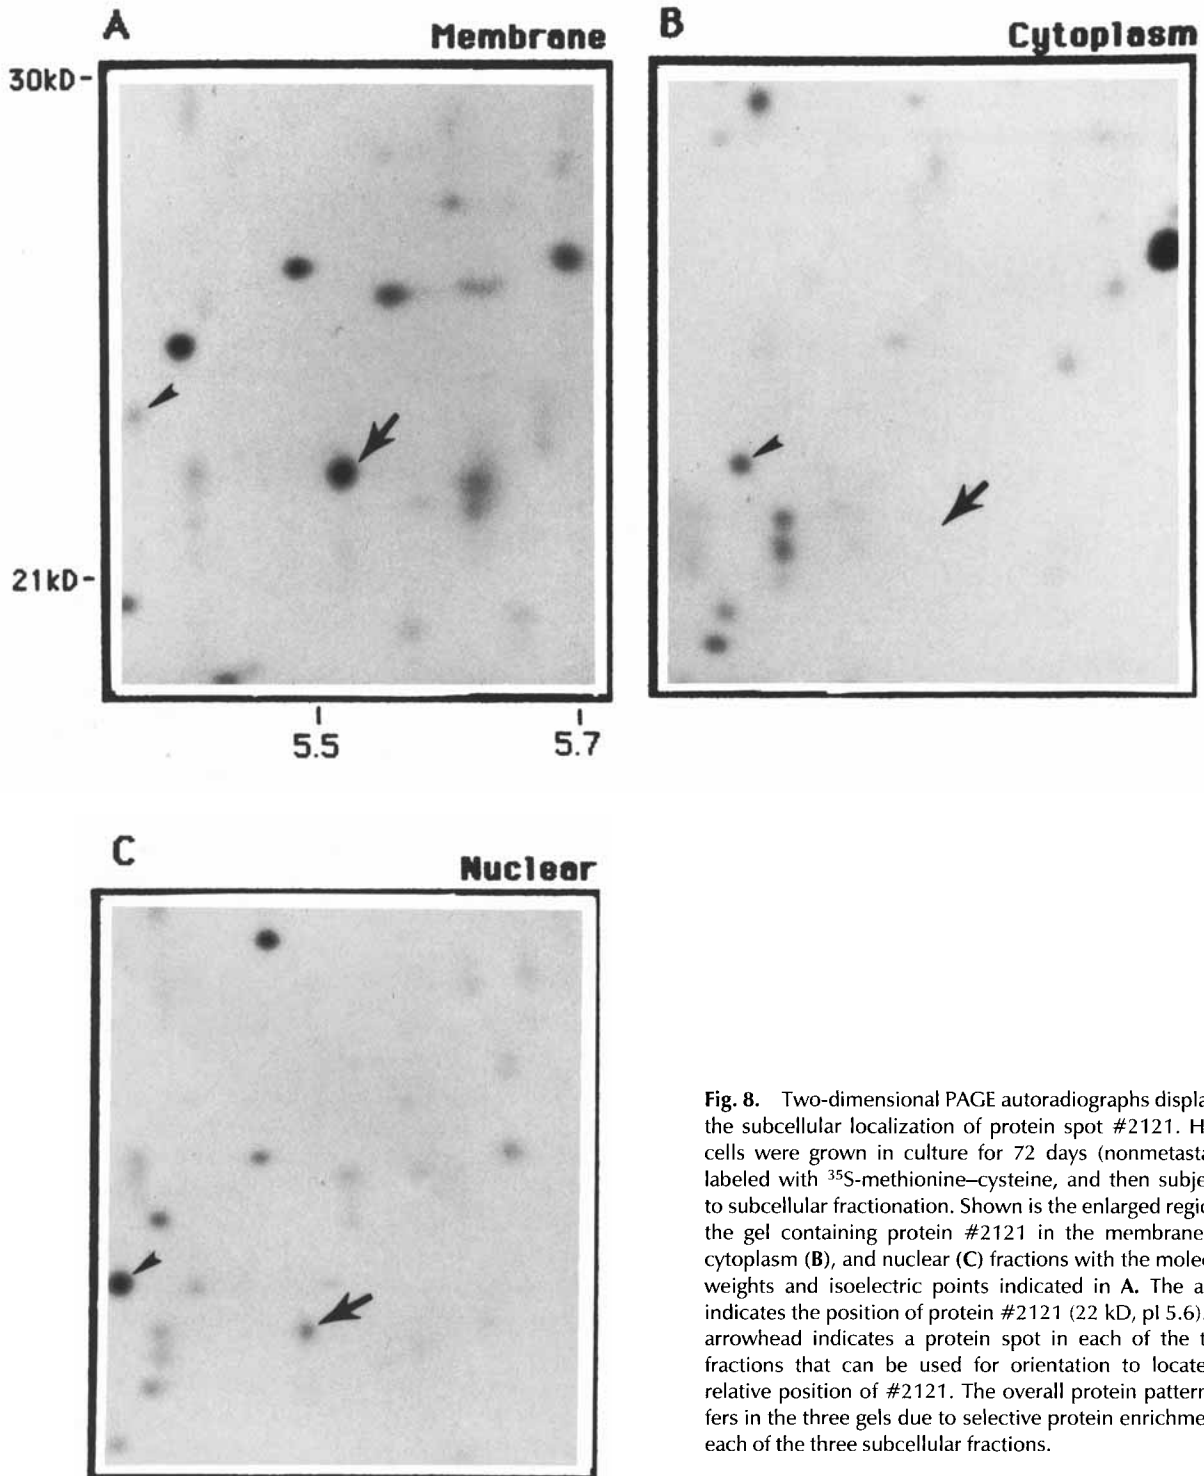 A
Membrane
B
Cytoplasm
30kD-
21kD-
5.5
5.7
C
Nuclear
Fig. 8. Two-dimensional PAGE autoradiographs displa
the subcellular localization of protein spot #2121. H
cells were grown in culture for 72 days (nonmetasta
labeled with ³⁵S-methionine–cysteine, and then subje
to subcellular fractionation. Shown is the enlarged regio
the gel containing protein #2121 in the membrane
cytoplasm (B), and nuclear (C) fractions with the molec
weights and isoelectric points indicated in A. The a
indicates the position of protein #2121 (22 kD, pI 5.6).
arrowhead indicates a protein spot in each of the t
fractions that can be used for orientation to locate
relative position of #2121. The overall protein pattern
fers in the three gels due to selective protein enrichme
each of the three subcellular fractions.